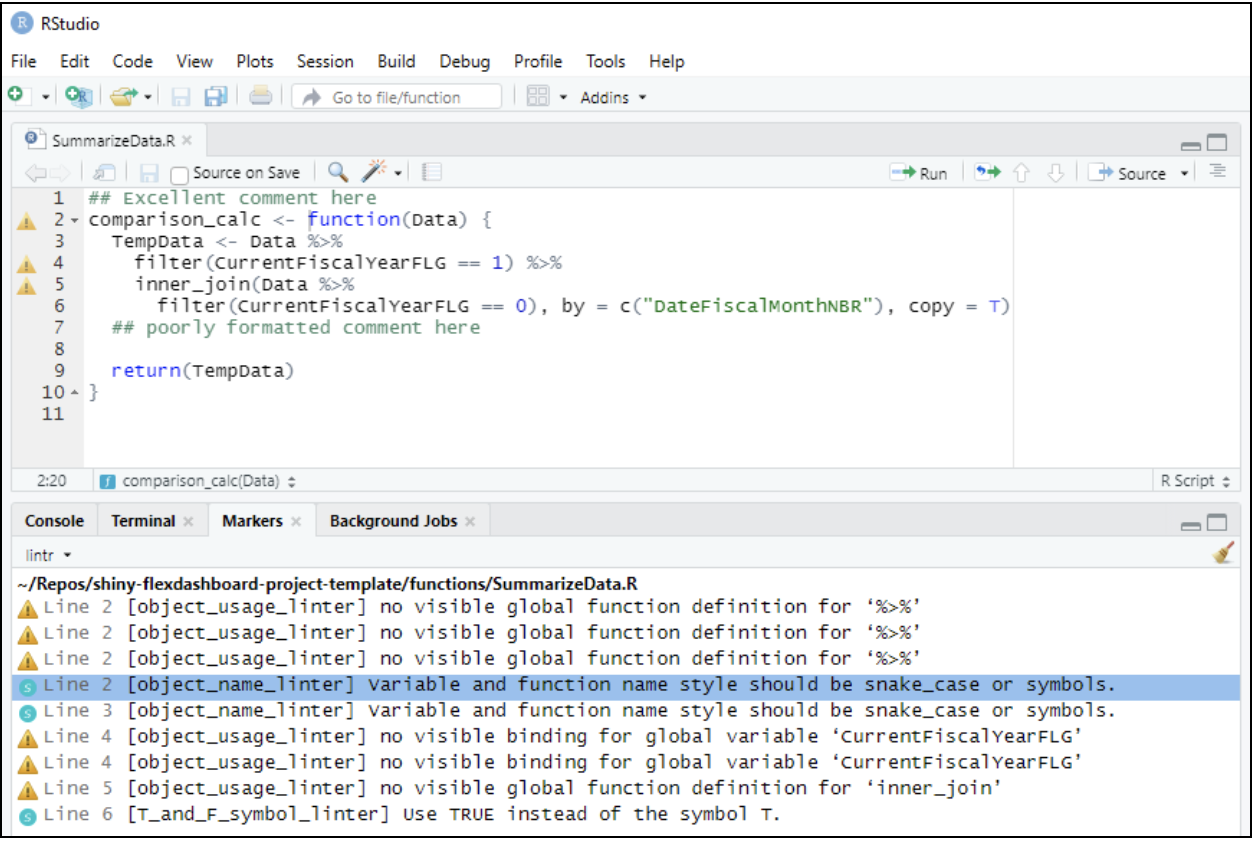 RStudio
File Edit Code View Plots Session Build Debug Profile Tools Help
Go to file/function Addins
SummarizeData.R
Source on Save Run Source
1 ## Excellent comment here
2 comparison_calc <- function(Data) {
3 TempData <- Data %>%
4 filter(CurrentFiscalYearFLG == 1) %>%
5 inner_join(Data %>%
6 filter(CurrentFiscalYearFLG == 0), by = c("DateFiscalMonthNBR"), copy = T)
7 ## poorly formatted comment here
8
9 return(TempData)
10 }
11
2:20 comparison_calc(Data) R Script
Console Terminal Markers Background Jobs
lintr
~/Repos/shiny-flexdashboard-project-template/functions/SummarizeData.R
Line 2 [object_usage_linter] no visible global function definition for ‘%>%’
Line 2 [object_usage_linter] no visible global function definition for ‘%>%’
Line 2 [object_usage_linter] no visible global function definition for ‘%>%’
Line 2 [object_name_linter] Variable and function name style should be snake_case or symbols.
Line 3 [object_name_linter] Variable and function name style should be snake_case or symbols.
Line 4 [object_usage_linter] no visible binding for global variable ‘CurrentFiscalYearFLG’
Line 4 [object_usage_linter] no visible binding for global variable ‘CurrentFiscalYearFLG’
Line 5 [object_usage_linter] no visible global function definition for ‘inner_join’
Line 6 [T_and_F_symbol_linter] Use TRUE instead of the symbol T.